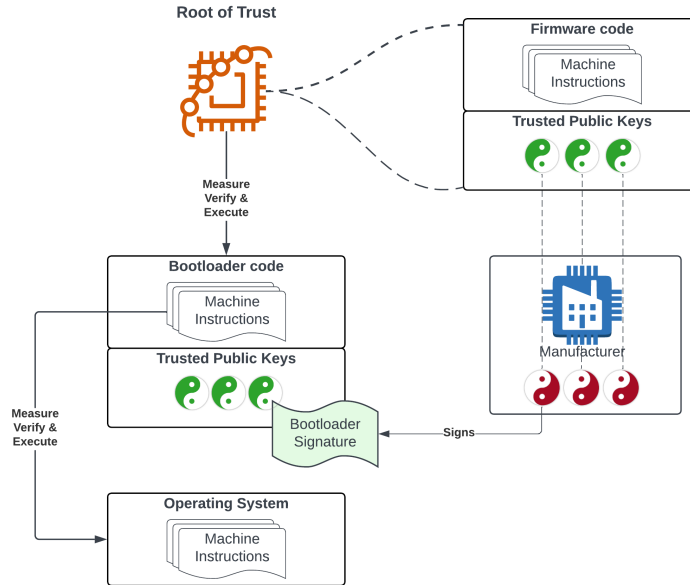 Root of Trust
Firmware code
Machine
Instructions
Trusted Public Keys
Measure
Verify &
Execute
Bootloader code
Machine
Instructions
Trusted Public Keys
Manufacturer
Bootloader
Signature
Signs
Measure
Verify &
Execute
Operating System
Machine
Instructions